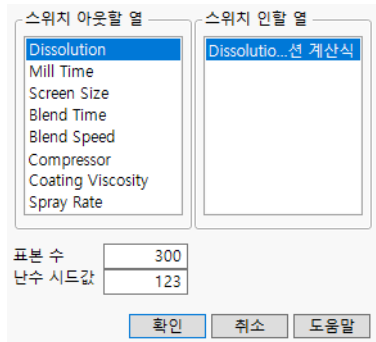 스위치 아웃할 열
Dissolution
Mill Time
Screen Size
Blend Time
Blend Speed
Compressor
Coating Viscosity
Spray Rate
스위치 인할 열
Dissolutio...션 계산식
표본 수 300
난수 시드값 123
확인 취소 도움말